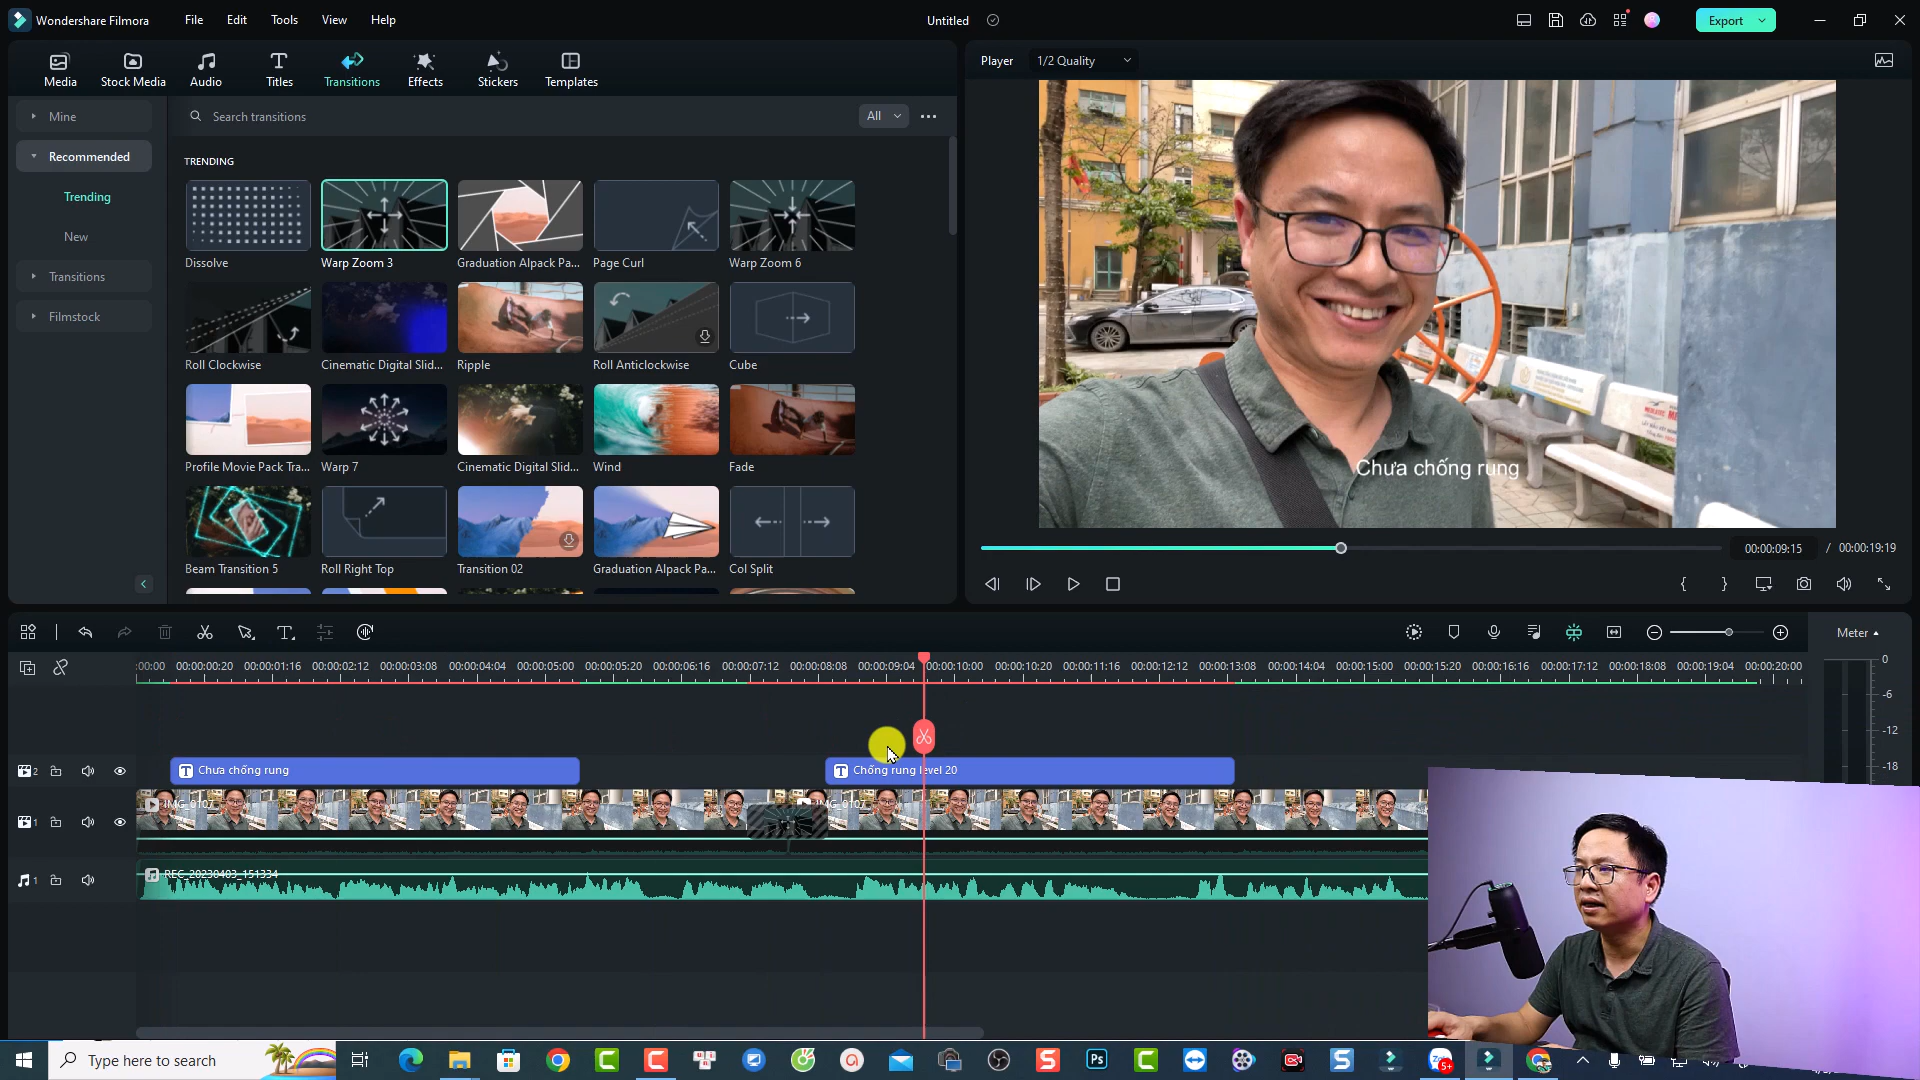 Wondershare Filmora
File
Edit
Tools
View
Help
Untitled
Export
Media
Stock Media
Audio
Titles
Transitions
Effects
Stickers
Templates
Player
1/2 Quality
Mine
Recommended
Trending
New
Transitions
Filmstock
Search transitions
All
TRENDING
Dissolve
Warp Zoom 3
Graduation Alpack Pa...
Page Curl
Warp Zoom 6
Roll Clockwise
Cinematic Digital Slid...
Ripple
Roll Anticlockwise
Cube
Profile Movie Pack Tra...
Warp 7
Cinematic Digital Slid...
Wind
Fade
Beam Transition 5
Roll Right Top
Transition 02
Graduation Alpack Pa...
Col Split
Chưa chống rung
00:00:09:15 / 00:00:19:19
Meter
:00:00
00:00:00:20
00:00:01:16
00:00:02:12
00:00:03:08
00:00:04:04
00:00:05:00
00:00:05:20
00:00:06:16
00:00:07:12
00:00:08:08
00:00:09:04
00:00:10:00
00:00:10:20
00:00:11:16
00:00:12:12
00:00:13:08
00:00:14:04
00:00:15:00
00:00:15:20
00:00:16:16
00:00:17:12
00:00:18:08
00:00:19:04
00:00:20:00
0
-6
-12
-18
2
T Chưa chống rung
T Chống rung level 20
1
IMG_0107
IMG_0107
1
REC_20230403_151334
Type here to search
Ps
5+